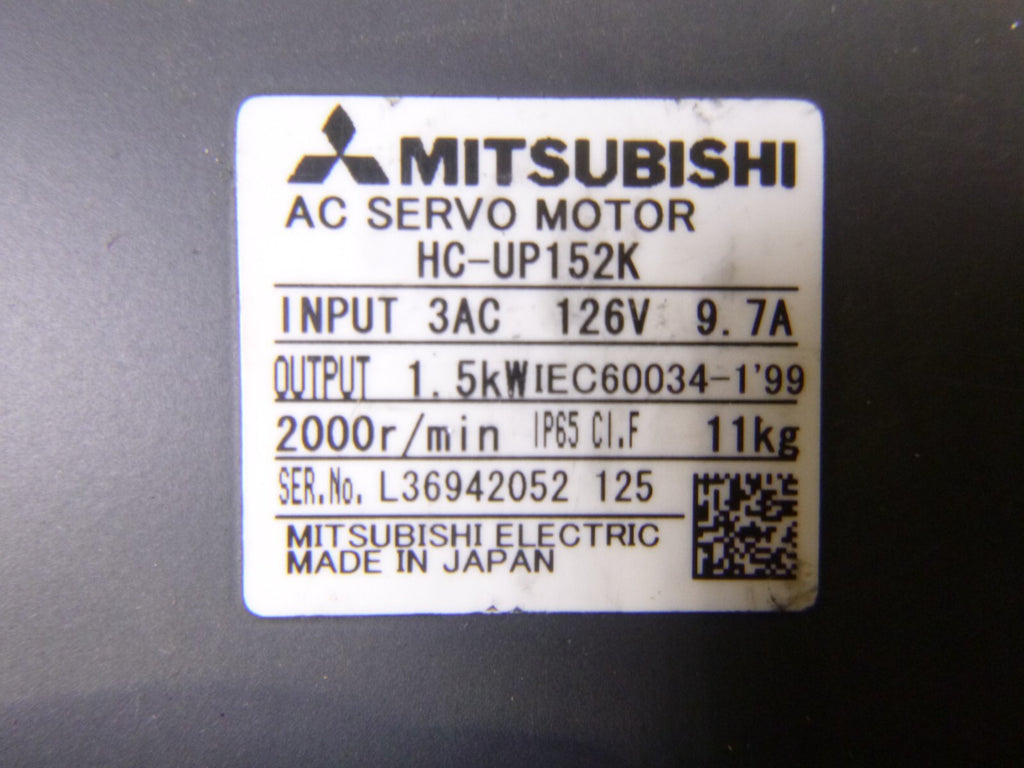 MITSUBISHI
AC SERVO MOTOR
HC-UP152K
INPUT 3AC 126V 9.7A
OUTPUT 1.5kW IEC60034-1'99
2000r/min IP65 CI.F 11kg
SER.No. L36942052 125
MITSUBISHI ELECTRIC
MADE IN JAPAN